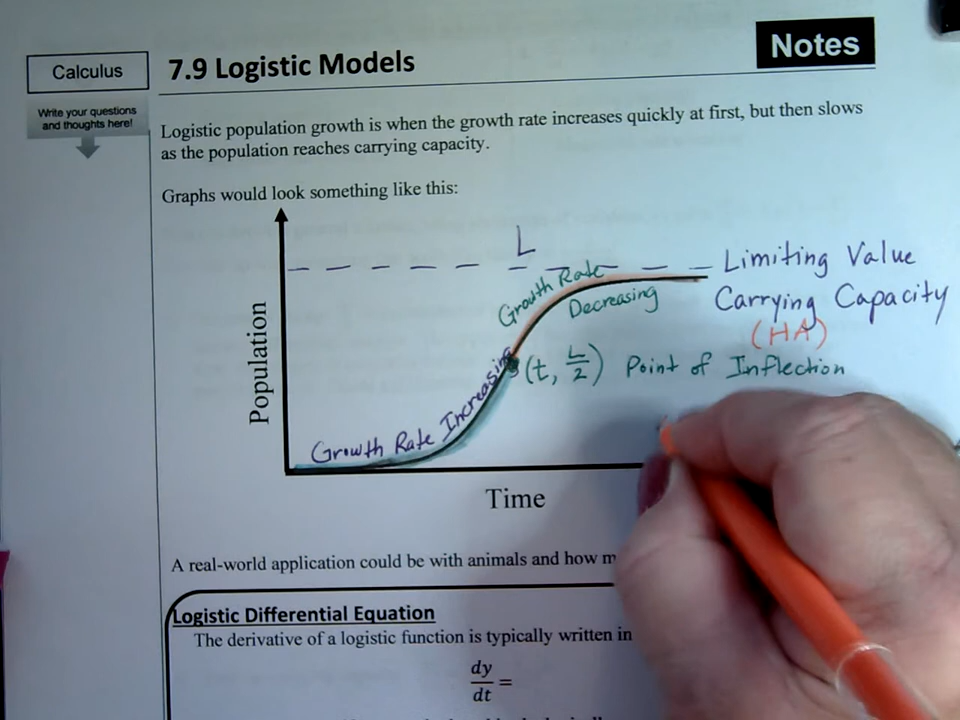 Calculus
7.9 Logistic Models
Notes
Write your questions
and thoughts here!
Logistic population growth is when the growth rate increases quickly at first, but then slows
as the population reaches carrying capacity.
Graphs would look something like this:
L
Limiting Value
Carrying Capacity
(HA)
Growth Rate
Decreasing
(t, L/2) Point of Inflection
Growth Rate Increasing
Population
Time
A real-world application could be with animals and how
Logistic Differential Equation
The derivative of a logistic function is typically written in
dy/dt =